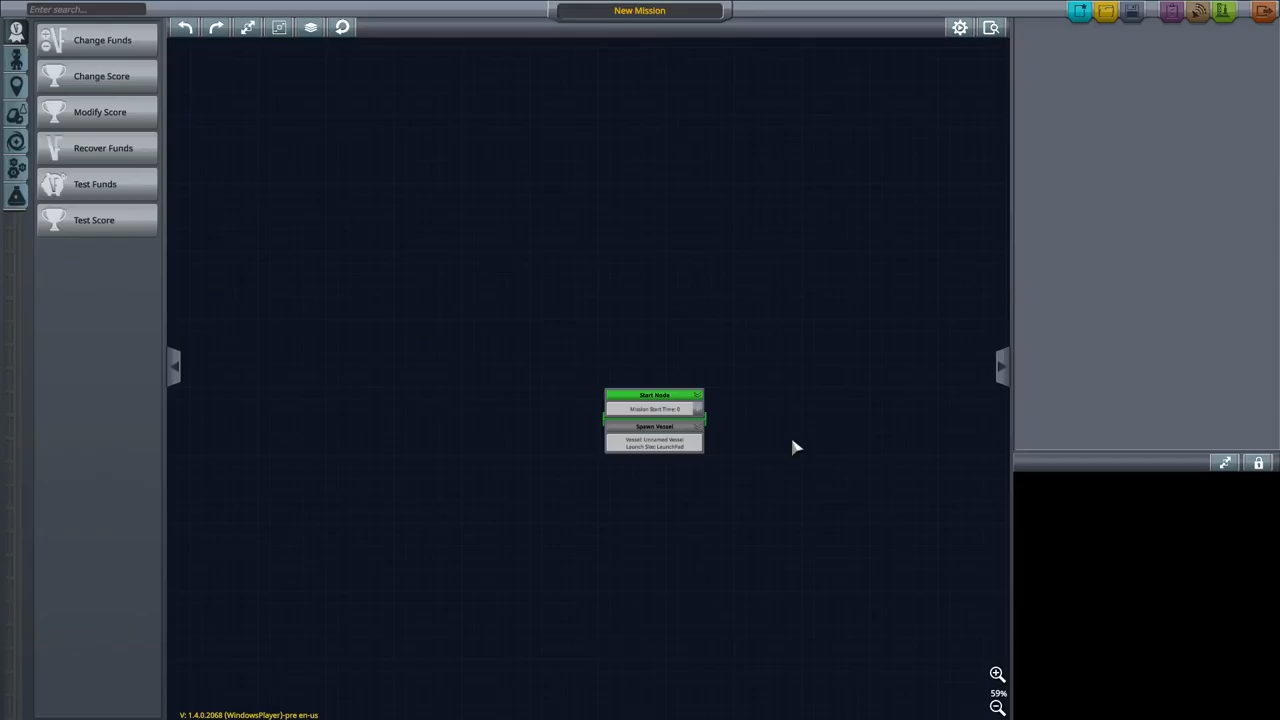 Enter search...
New Mission
Change Funds
Change Score
Modify Score
Recover Funds
Test Funds
Test Score
Start Node
Mission Start Time: 0
Spawn Vessel
Vessel: Unnamed Vessel
Launch Site: LaunchPad
59%
V: 1.4.0.2068 (WindowsPlayer)-pre en-us